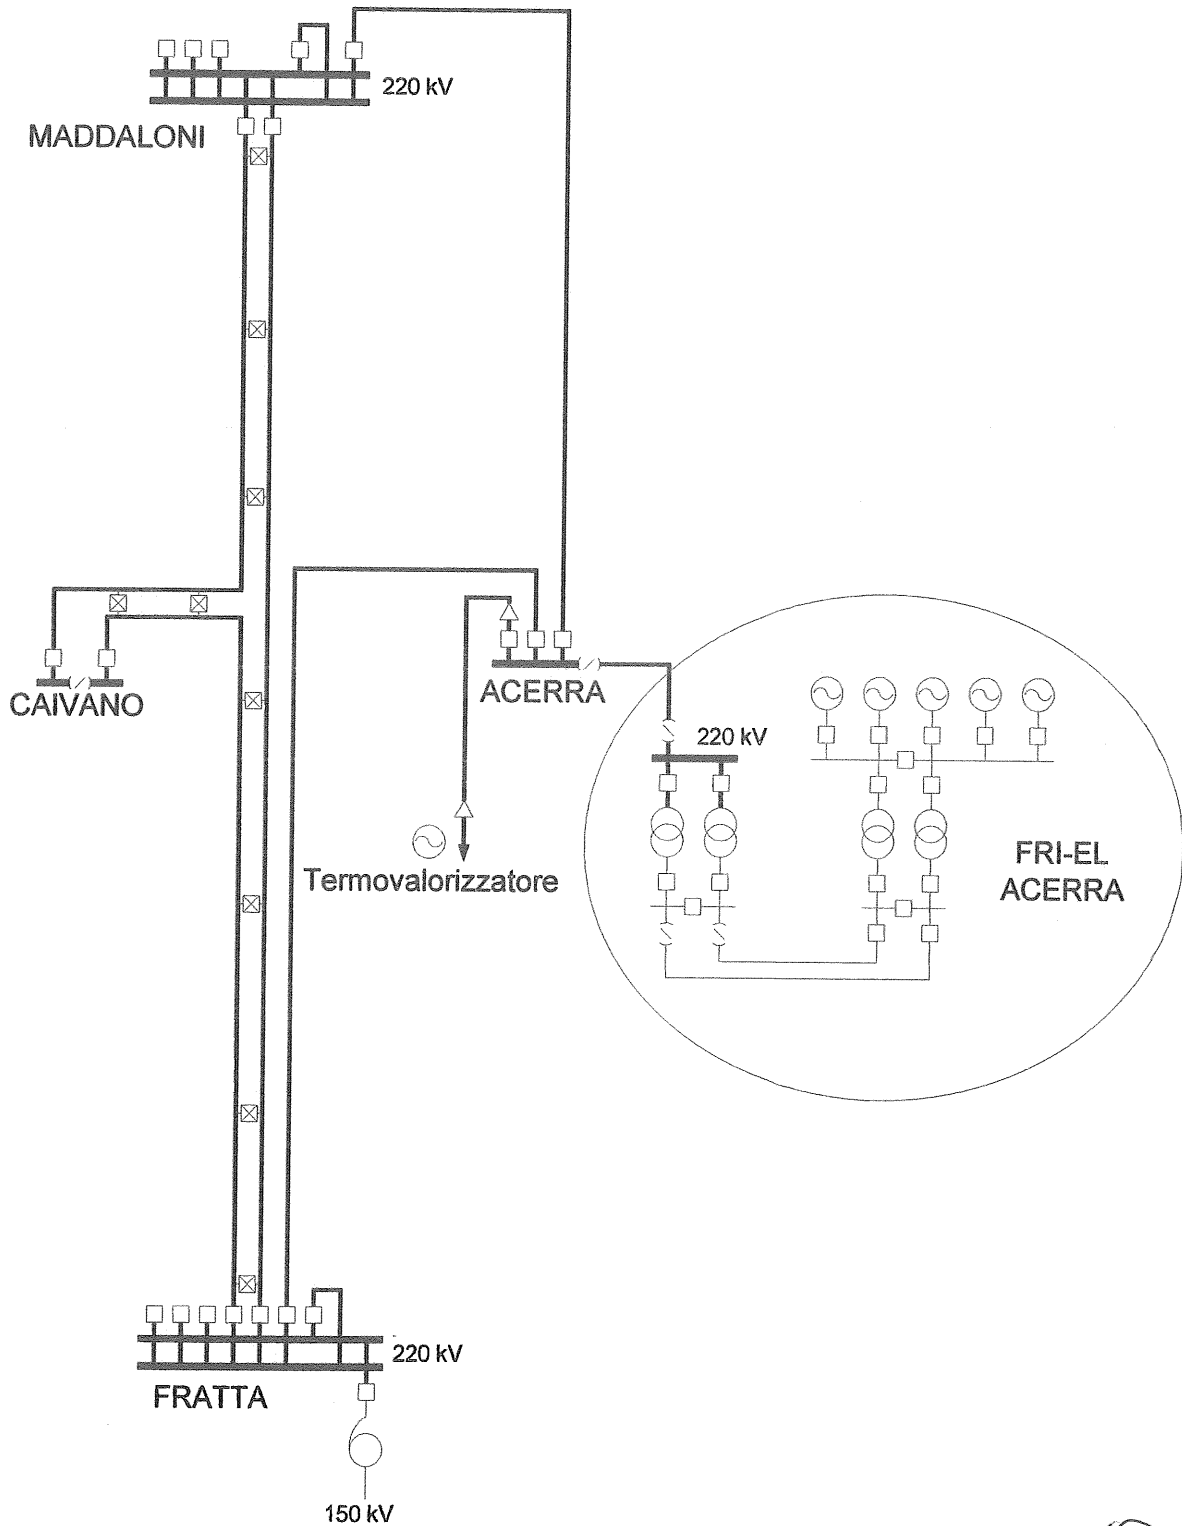 220 kV
MADDALONI
ACERRA
CAIVANO
220 kV
FRI-EL
ACERRA
Termovalorizzatore
220 kV
FRATTA
150 kV